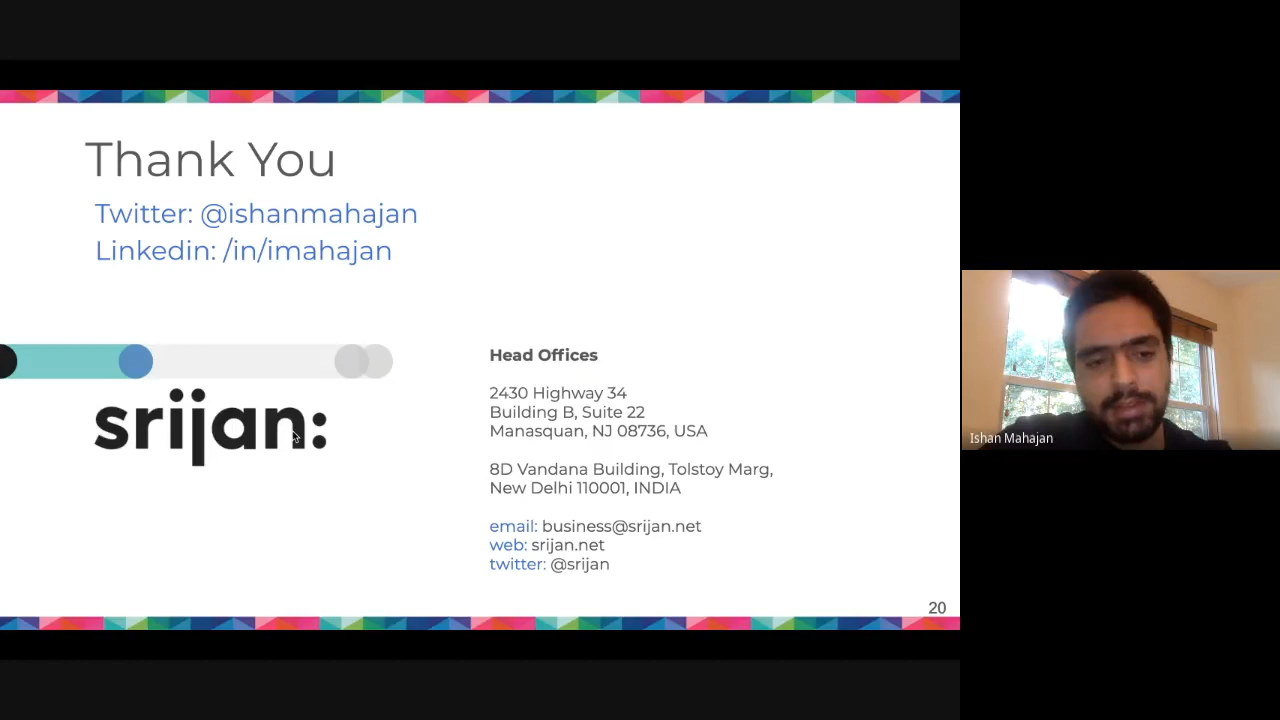 Thank You
Twitter: @ishanmahajan
Linkedin: /in/imahajan
srijan:
Head Offices
2430 Highway 34
Building B, Suite 22
Manasquan, NJ 08736, USA
8D Vandana Building, Tolstoy Marg,
New Delhi 110001, INDIA
email: business@srijan.net
web: srijan.net
twitter: @srijan
20
Ishan Mahajan